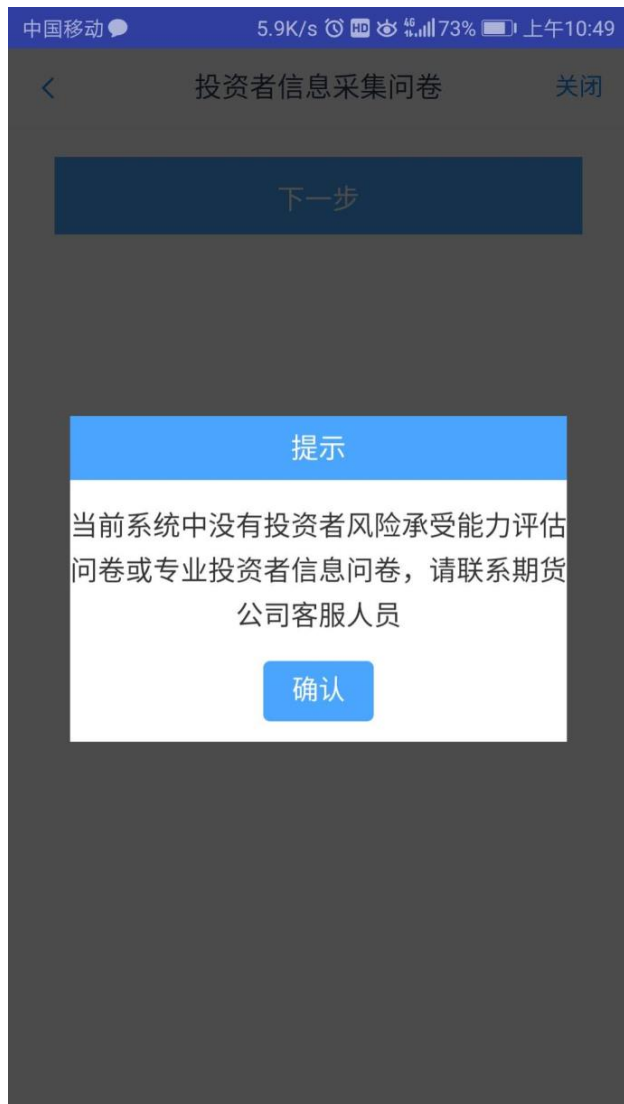 中国移动 5.9K/s HD 4G 73% 上午10:49
投资者信息采集问卷 关闭
下一步
提示
当前系统中没有投资者风险承受能力评估
问卷或专业投资者信息问卷，请联系期货
公司客服人员
确认